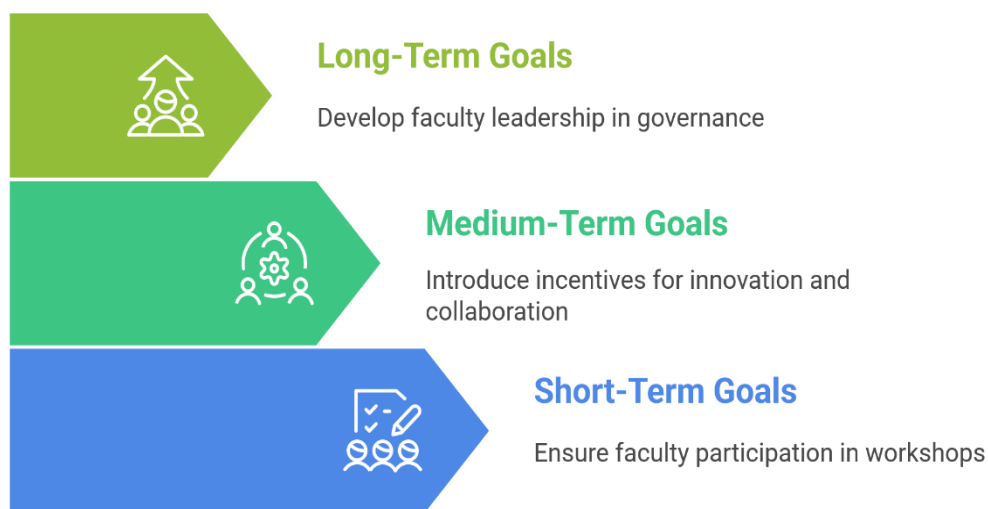 Long-Term Goals
Develop faculty leadership in governance
Medium-Term Goals
Introduce incentives for innovation and
collaboration
Short-Term Goals
Ensure faculty participation in workshops